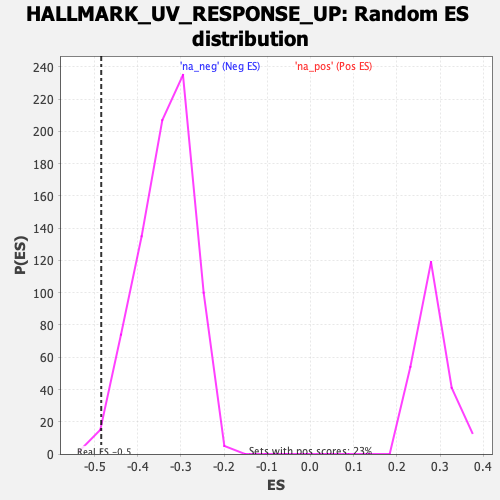 HALLMARK_UV_RESPONSE_UP: Random ES
distribution
'na_neg' (Neg ES) 'na_pos' (Pos ES)
240
220
200
180
160
140
120
100
80
60
40
20
0
P(ES)
Real ES -0.5
Sets with pos scores: 23%
-0.5 -0.4 -0.3 -0.2 -0.1 0.0 0.1 0.2 0.3 0.4
ES